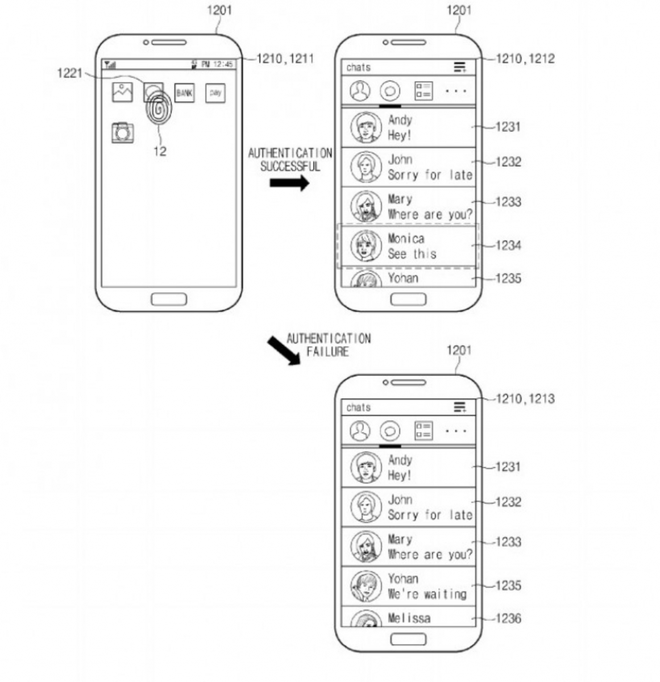 1201
1201
PM 12:45
1210, 1211
1221
BANK
PAY
12
AUTHENTICATION
SUCCESSFUL
chats
1210, 1212
Andy
Hey!
1231
John
Sorry for late
1232
Mary
Where are you?
1233
Monica
See this
1234
Yohan
1235
AUTHENTICATION
FAILURE
1201
chats
1210, 1213
Andy
Hey!
1231
John
Sorry for late
1232
Mary
Where are you?
1233
Yohan
We're waiting
1235
Melissa
1236